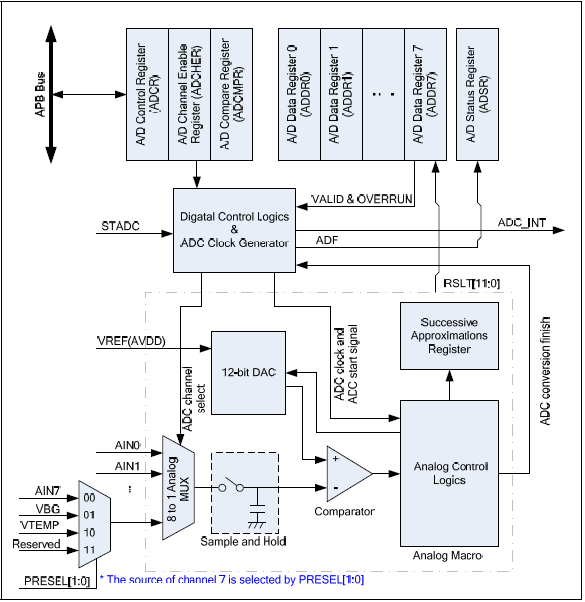 APB Bus
A/D Control Register
(ADCR)
A/D Channel Enable
Register (ADCHER)
A/D Compare Register
(ADCMPR)
A/D Data Register 0
(ADDR0)
A/D Data Register 1
(ADDR1)
...
A/D Data Register 7
(ADDR7)
A/D Status Register
(ADSR)
VALID & OVERRUN
STADC
Digatal Control Logics
&
ADC Clock Generator
ADC_INT
ADF
RSLT[11:0]
VREF(AVDD)
ADC channel
select
12-bit DAC
ADC clock and
ADC start signal
Successive
Approximations
Register
ADC conversion finish
AIN0
AIN1
...
8 to 1 Analog
MUX
+
-
Comparator
Analog Control
Logics
AIN7
VBG
VTEMP
Reserved
00
01
10
11
Sample and Hold
Analog Macro
PRESEL[1:0]
* The source of channel 7 is selected by PRESEL[1:0]